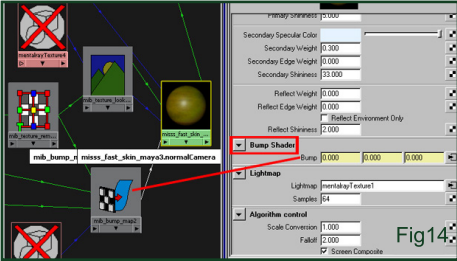 mentalrayTexture4
mib_texture_look...
mib_texture_rem...
misss_fast_skin_...
mib_bump_m
misss_fast_skin_maya3.normalCamera
mib_bump_map2
Primary Shininess 5.000
Secondary Specular Color
Secondary Weight 0.300
Secondary Edge Weight 0.000
Secondary Shininess 33.000
Reflect Weight 0.000
Reflect Edge Weight 0.000
Reflect Environment Only
Reflect Shininess 2.000
Bump Shader
Bump 0.000 0.000 0.000
Lightmap
Lightmap mentalrayTexture1
Samples 64
Algorithm control
Scale Conversion 1.000
Falloff 2.000
Screen Composite
Fig14